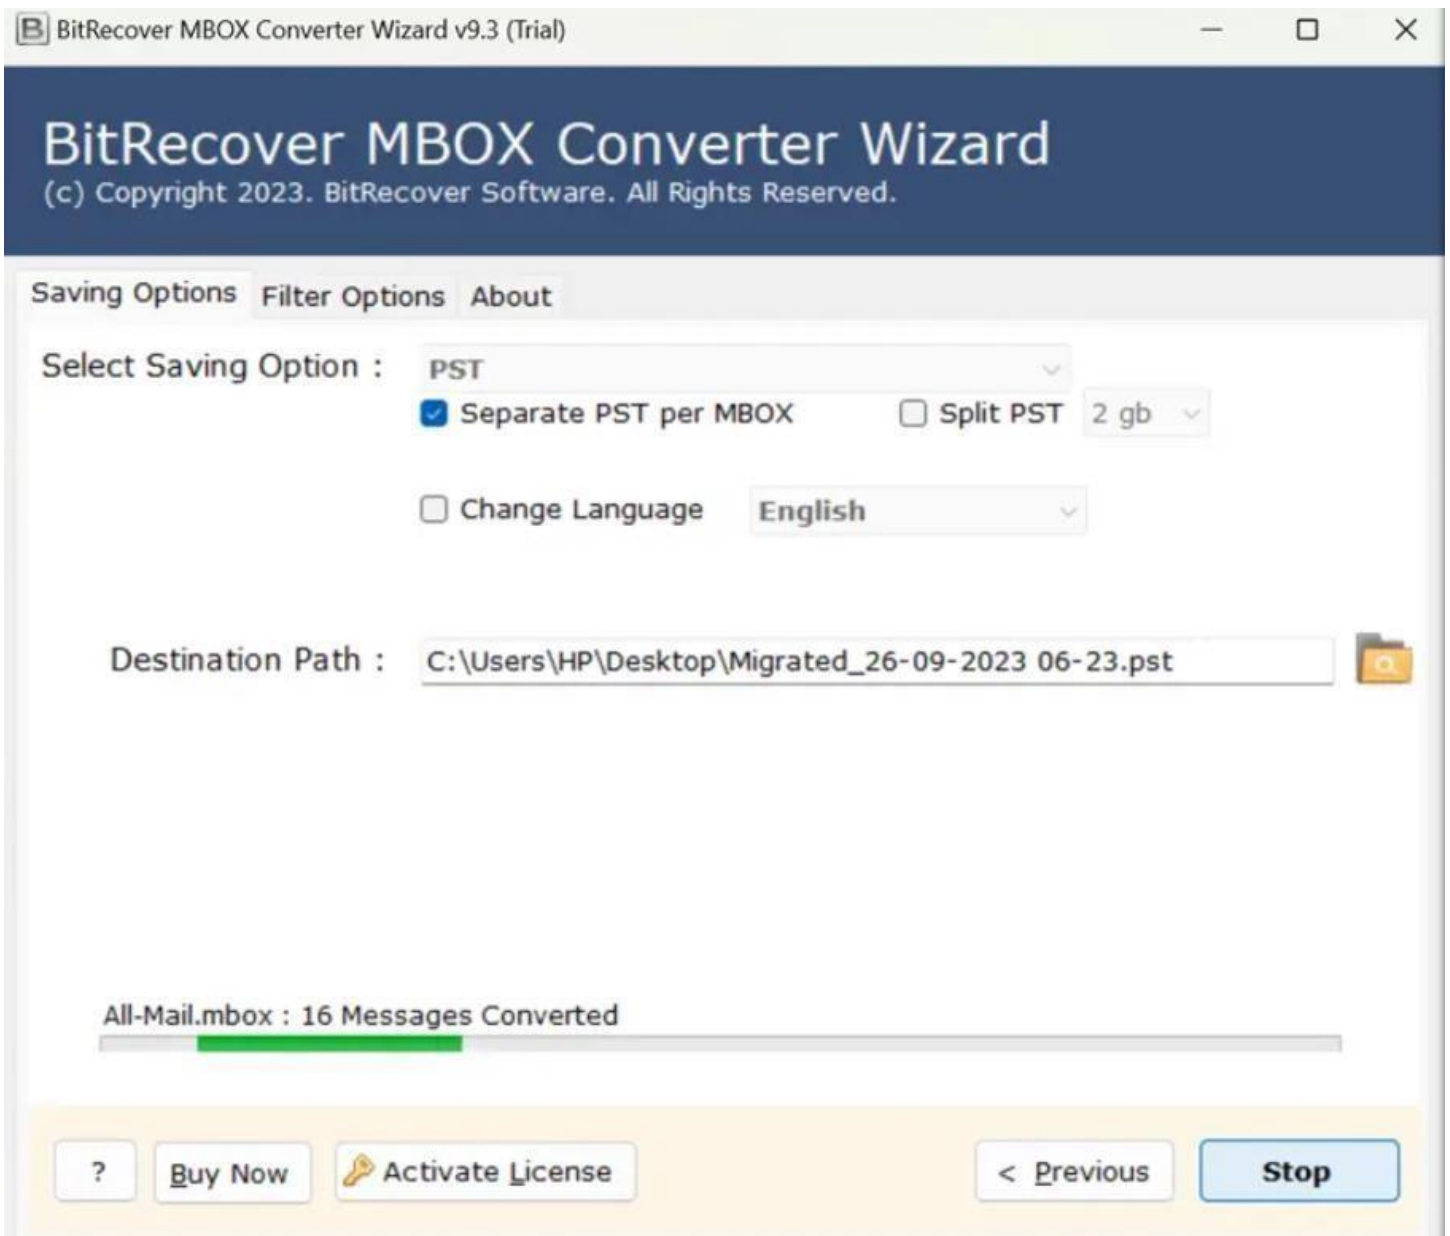 BitRecover MBOX Converter Wizard v9.3 (Trial)
BitRecover MBOX Converter Wizard
(c) Copyright 2023. BitRecover Software. All Rights Reserved.
Saving Options Filter Options About
Select Saving Option : PST
Separate PST per MBOX Split PST 2 gb
Change Language English
Destination Path : C:\Users\HP\Desktop\Migrated_26-09-2023 06-23.pst
All-Mail.mbox : 16 Messages Converted
? Buy Now Activate License < Previous Stop